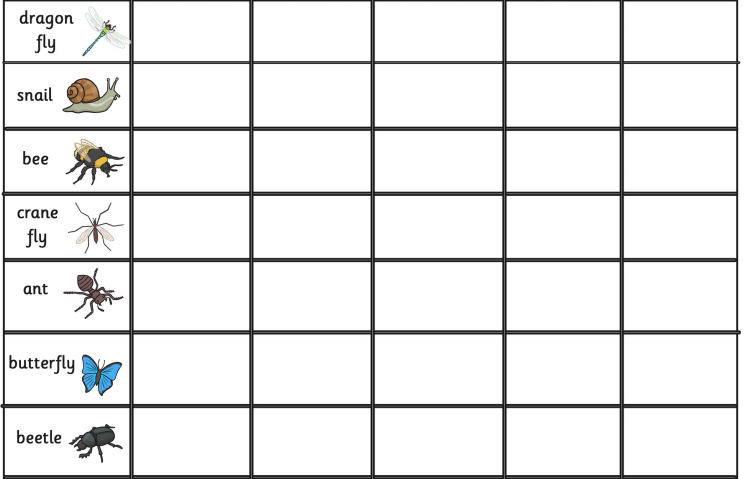 dragon
fly
snail
bee
crane
fly
ant
butterfly
beetle